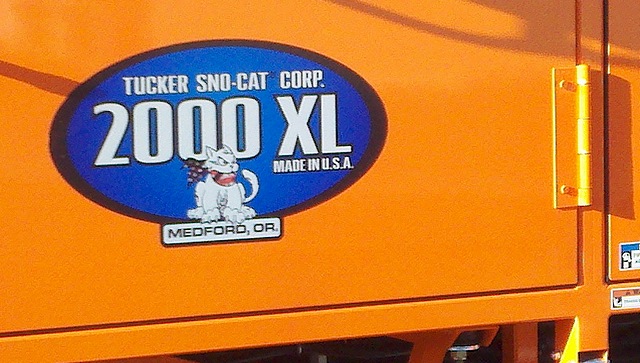 TUCKER SNO-CAT CORP.
2000 XL
MADE IN U.S.A.
MEDFORD, OR.